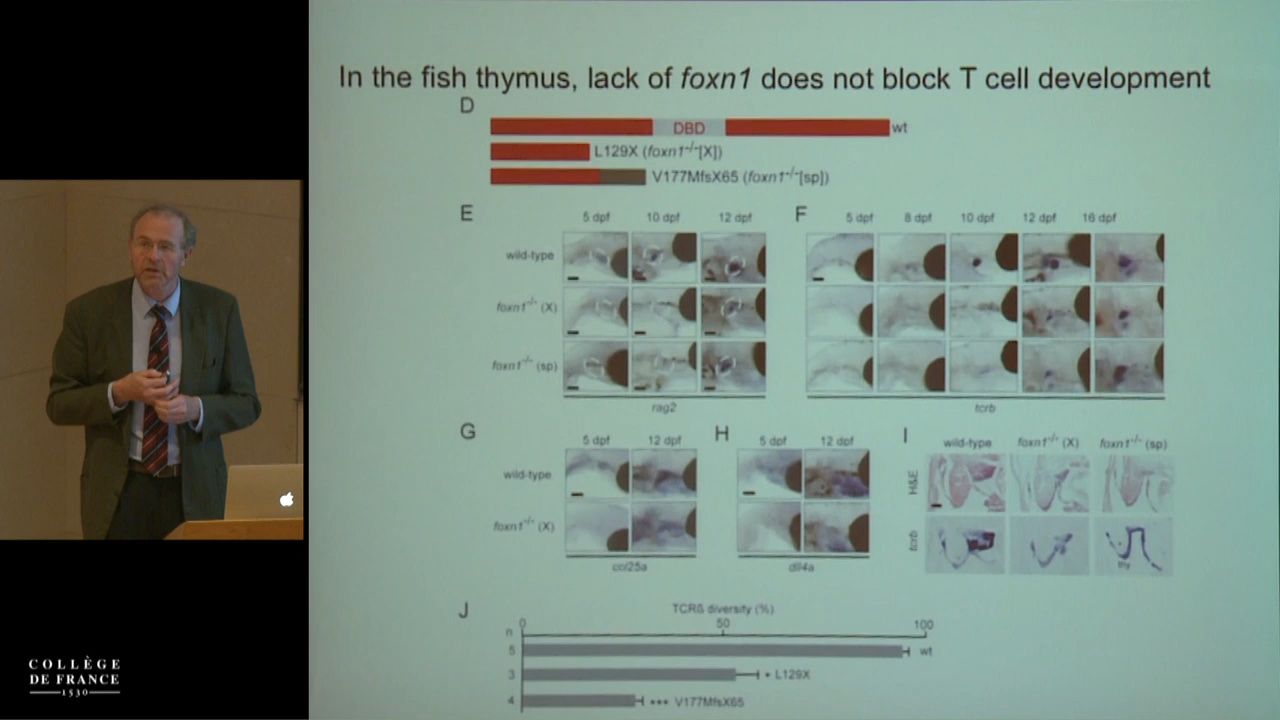 In the fish thymus, lack of foxn1 does not block T cell development
D
DBD
wt
L129X (foxn1-/-[X])
V177MfsX65 (foxn1-/-[sp])
E
5 dpf 10 dpf 12 dpf
wild-type
foxn1-/- (X)
foxn1-/- (sp)
rag2
F
5 dpf 8 dpf 10 dpf 12 dpf 16 dpf
tcrb
G
5 dpf 12 dpf
wild-type
foxn1-/- (X)
col25a
H
5 dpf 12 dpf
dll4a
I
wild-type foxn1-/- (X) foxn1-/- (sp)
H&E
tcrb
thy
J
TCRß diversity (%)
0 50 100
n
5 wt
3 * L129X
4 *** V177MfsX65
COLLÈGE
DE FRANCE
1530